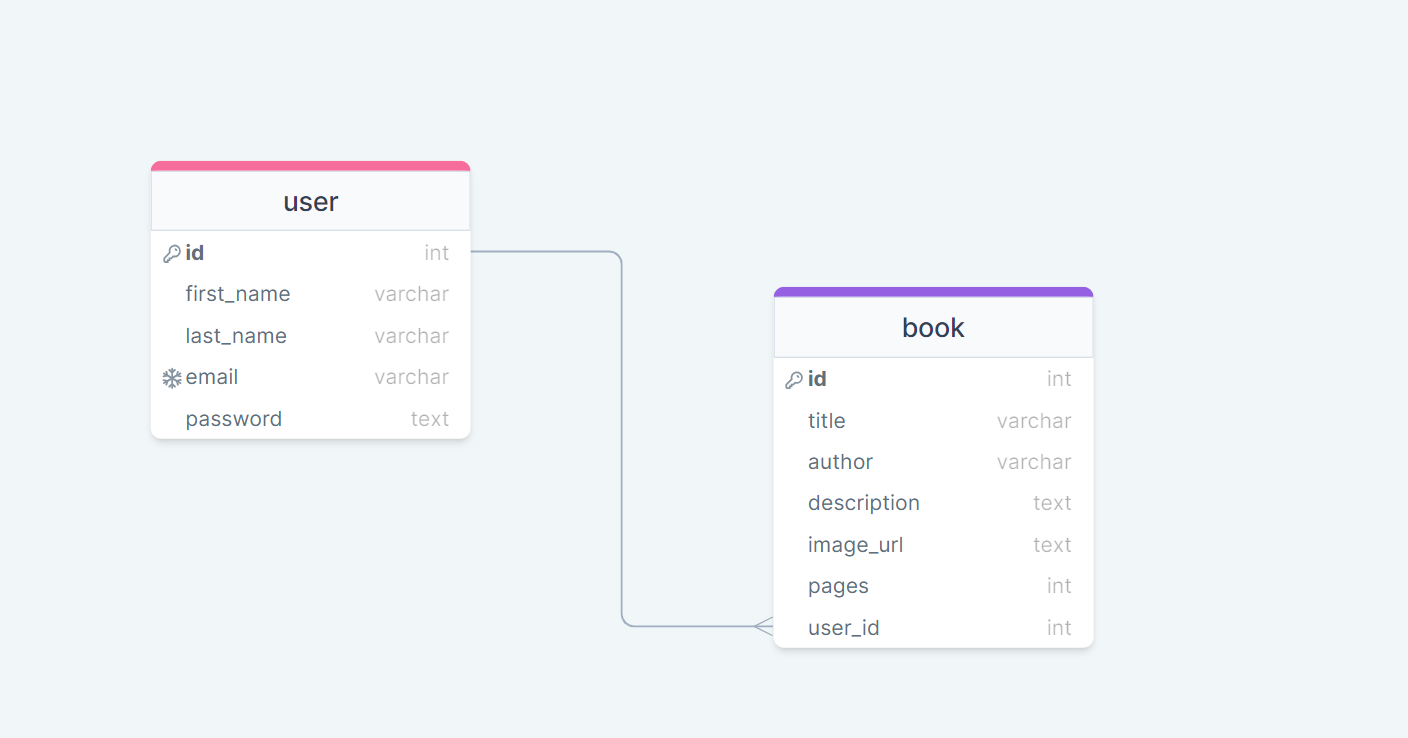 user
id int
first_name varchar
last_name varchar
email varchar
password text
book
id int
title varchar
author varchar
description text
image_url text
pages int
user_id int